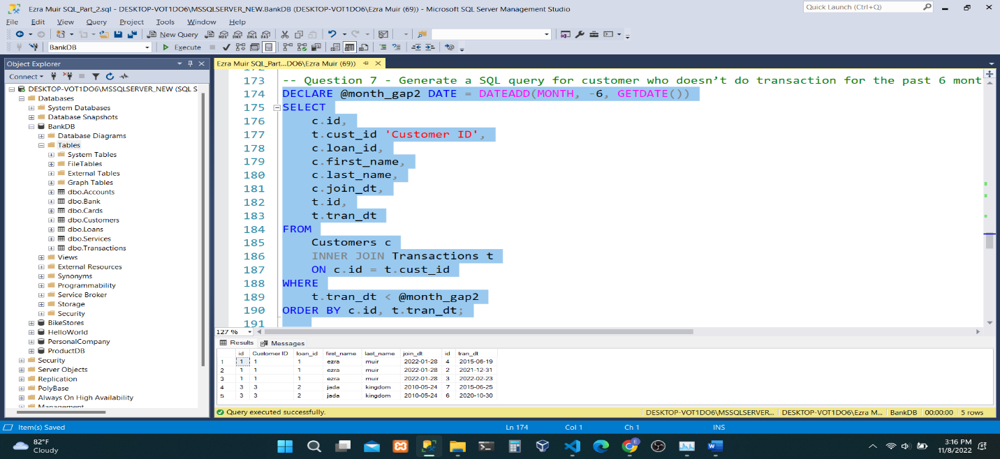 Ezra Muir SQL_Part_2.sql - DESKTOP-VOT1DO6\MSSQLSERVER_NEW.BankDB (DESKTOP-VOT1DO6\Ezra Muir (69)) - Microsoft SQL Server Management Studio
Quick Launch (Ctrl+Q)
File Edit View Query Project Tools Window Help
New Query MDX DMX XMLA DAX
BankDB Execute
Object Explorer
Connect
DESKTOP-VOT1DO6\MSSQLSERVER_NEW (SQL S
Databases
System Databases
Database Snapshots
BankDB
Database Diagrams
Tables
System Tables
FileTables
External Tables
Graph Tables
dbo.Accounts
dbo.Bank
dbo.Cards
dbo.Customers
dbo.Loans
dbo.Services
dbo.Transactions
Views
External Resources
Synonyms
Programmability
Service Broker
Storage
Security
BikeStores
HelloWorld
PersonalCompany
ProductDB
Security
Server Objects
Replication
PolyBase
Always On High Availability
Management
Ezra Muir SQL_Part...DO6\Ezra Muir (69))
172
173 -- Question 7 - Generate a SQL query for customer who doesn’t do transaction for the past 6 mont
174 DECLARE @month_gap2 DATE = DATEADD(MONTH, -6, GETDATE())
175 SELECT
176 c.id,
177 t.cust_id 'Customer ID',
178 c.loan_id,
179 c.first_name,
180 c.last_name,
181 c.join_dt,
182 t.id,
183 t.tran_dt
184 FROM
185 Customers c
186 INNER JOIN Transactions t
187 ON c.id = t.cust_id
188 WHERE
189 t.tran_dt < @month_gap2
190 ORDER BY c.id, t.tran_dt;
191
127 %
Results Messages
id Customer ID loan_id first_name last_name join_dt id tran_dt
1 1 1 1 ezra muir 2022-01-28 4 2015-06-19
2 1 1 1 ezra muir 2022-01-28 2 2021-12-31
3 1 1 1 ezra muir 2022-01-28 3 2022-02-23
4 3 3 2 jada kingdom 2010-05-24 7 2015-06-25
5 3 3 2 jada kingdom 2010-05-24 6 2020-10-30
Query executed successfully. DESKTOP-VOT1DO6\MSSQLSERVER... DESKTOP-VOT1DO6\Ezra M... BankDB 00:00:00 5 rows
Item(s) Saved Ln 174 Col 1 Ch 1 INS
82°F
Cloudy
3:16 PM
11/8/2022